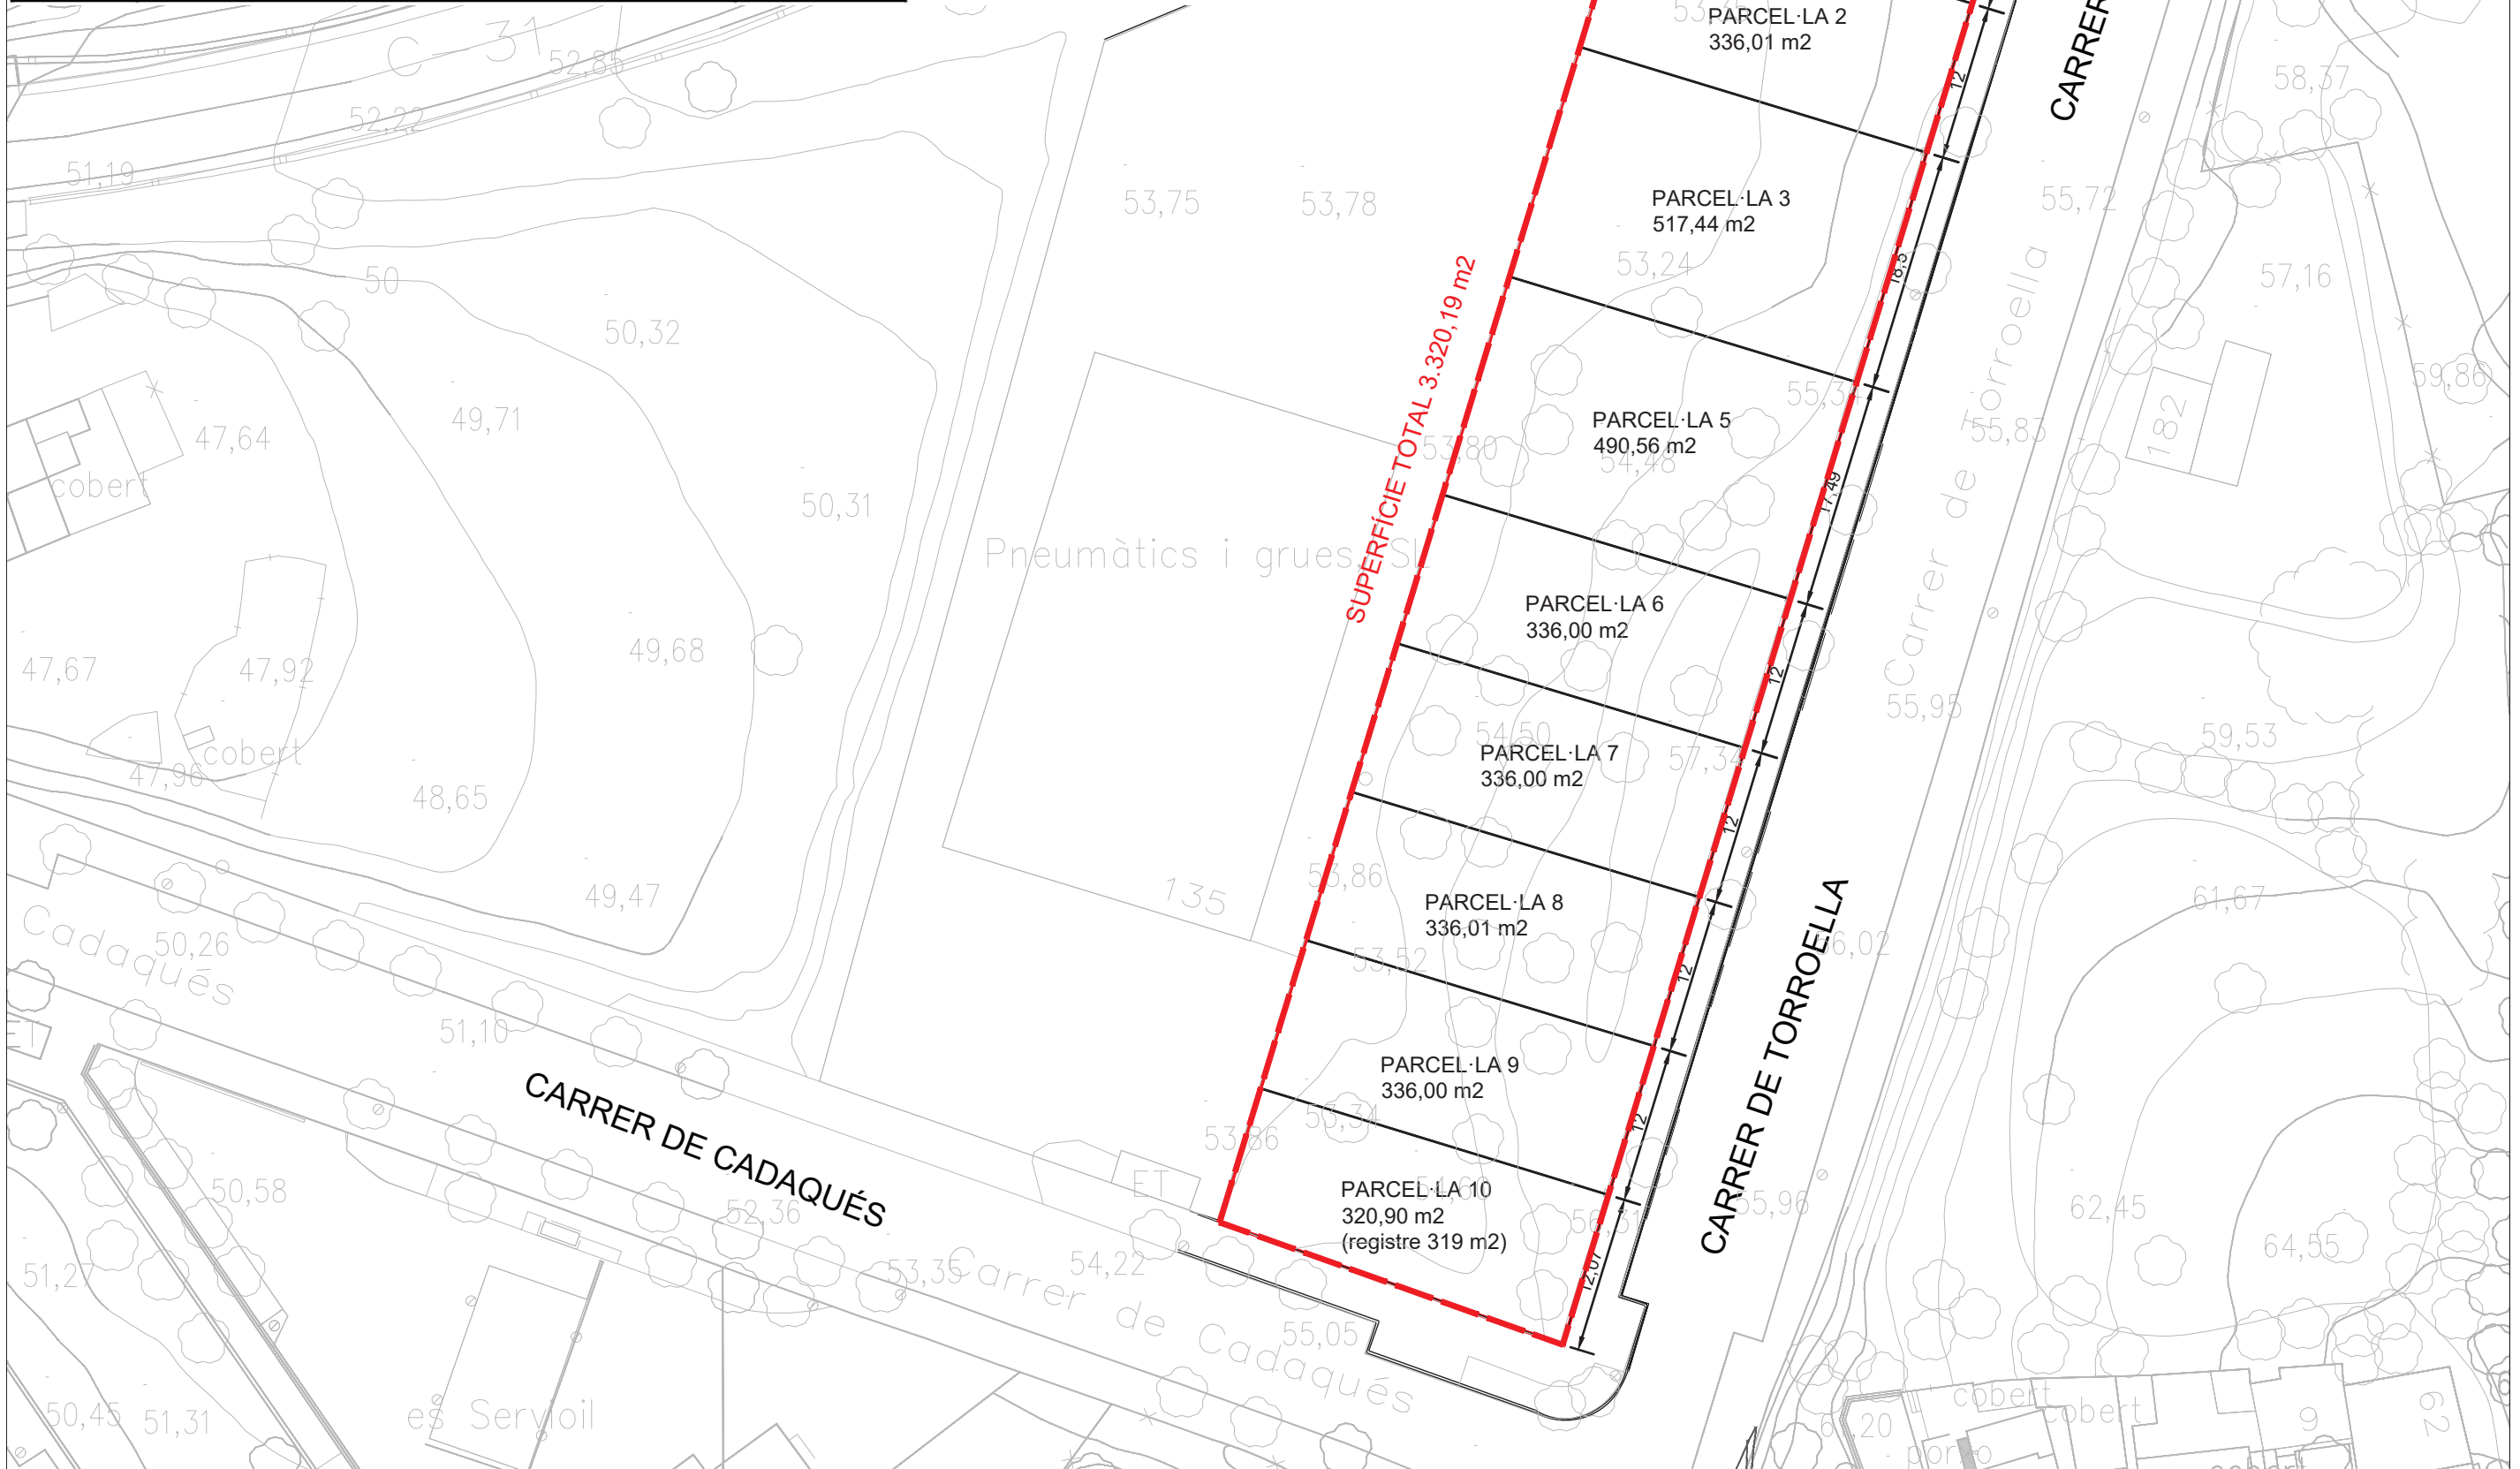 C-31
52,85
52,22
51,19
53,75
53,78
PARCEL·LA 2
336,01 m2
12
CARRER
58,37
PARCEL·LA 3
517,44 m2
53,24
18,5
55,72
57,16
50
50,32
49,71
47,64
cobert
50,31
SUPERFÍCIE TOTAL 3.320,19 m2
55,34
PARCEL·LA 5
490,56 m2
53,80
54,48
17,49
Carrer de Torroella
55,83
182
59,86
Pneumàtics i grues, SL
PARCEL·LA 6
336,00 m2
12
49,68
47,67
47,92
cobert
47,96
48,65
55,95
59,53
54,50
PARCEL·LA 7
336,00 m2
57,34
12
49,47
135
53,86
PARCEL·LA 8
336,01 m2
53,52
12
61,67
CARRER DE TORROELLA
Cadaqués
50,26
ET
51,10
PARCEL·LA 9
336,00 m2
53,34
53,86
12
CARRER DE CADAQUÉS
50,58
52,36
ET
PARCEL·LA 10
320,90 m2
(registre 319 m2)
12,07
55,96
62,45
64,55
51,27
53,35
54,22
Carrer de Cadaqués
55,05
50,45
51,31
es Servioil
cobert
cobert
9
62